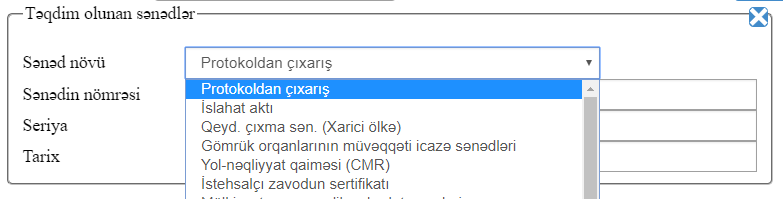 Təqdim olunan sənədlər
Sənəd növü
Protokoldan çıxarış
Protokoldan çıxarış
Sənədin nömrəsi
İslahat aktı
Seriya
Qeyd. çıxma sən. (Xarici ölkə)
Gömrük orqanlarının müvəqqəti icazə sənədləri
Tarix
Yol-nəqliyyat qaiməsi (CMR)
İstehsalçı zavodun sertifikatı